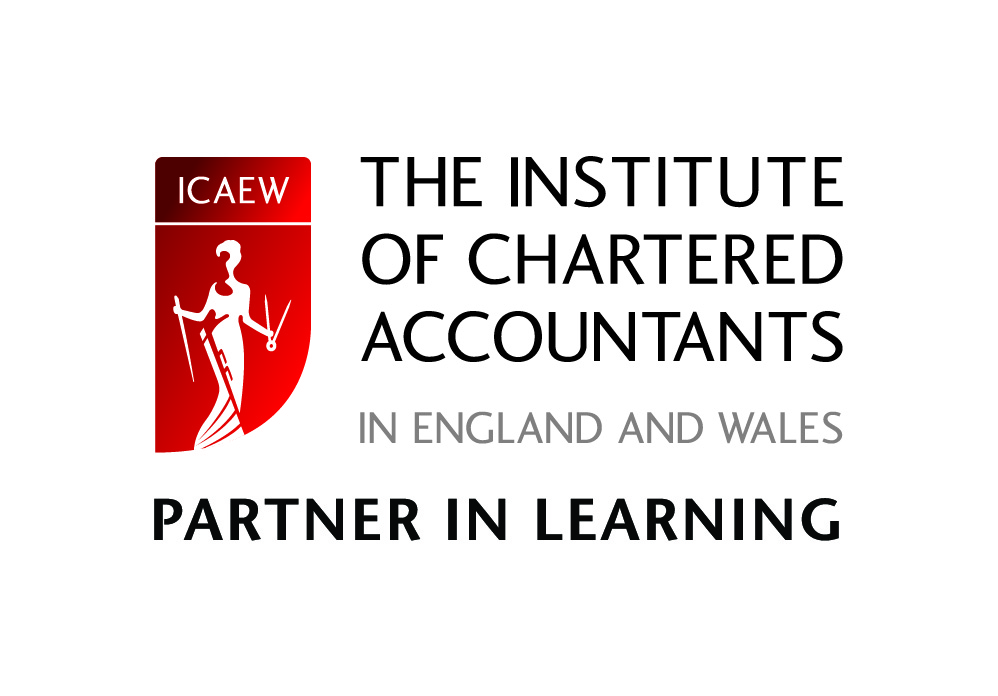 ICAEW
THE INSTITUTE
OF CHARTERED
ACCOUNTANTS
IN ENGLAND AND WALES
PARTNER IN LEARNING